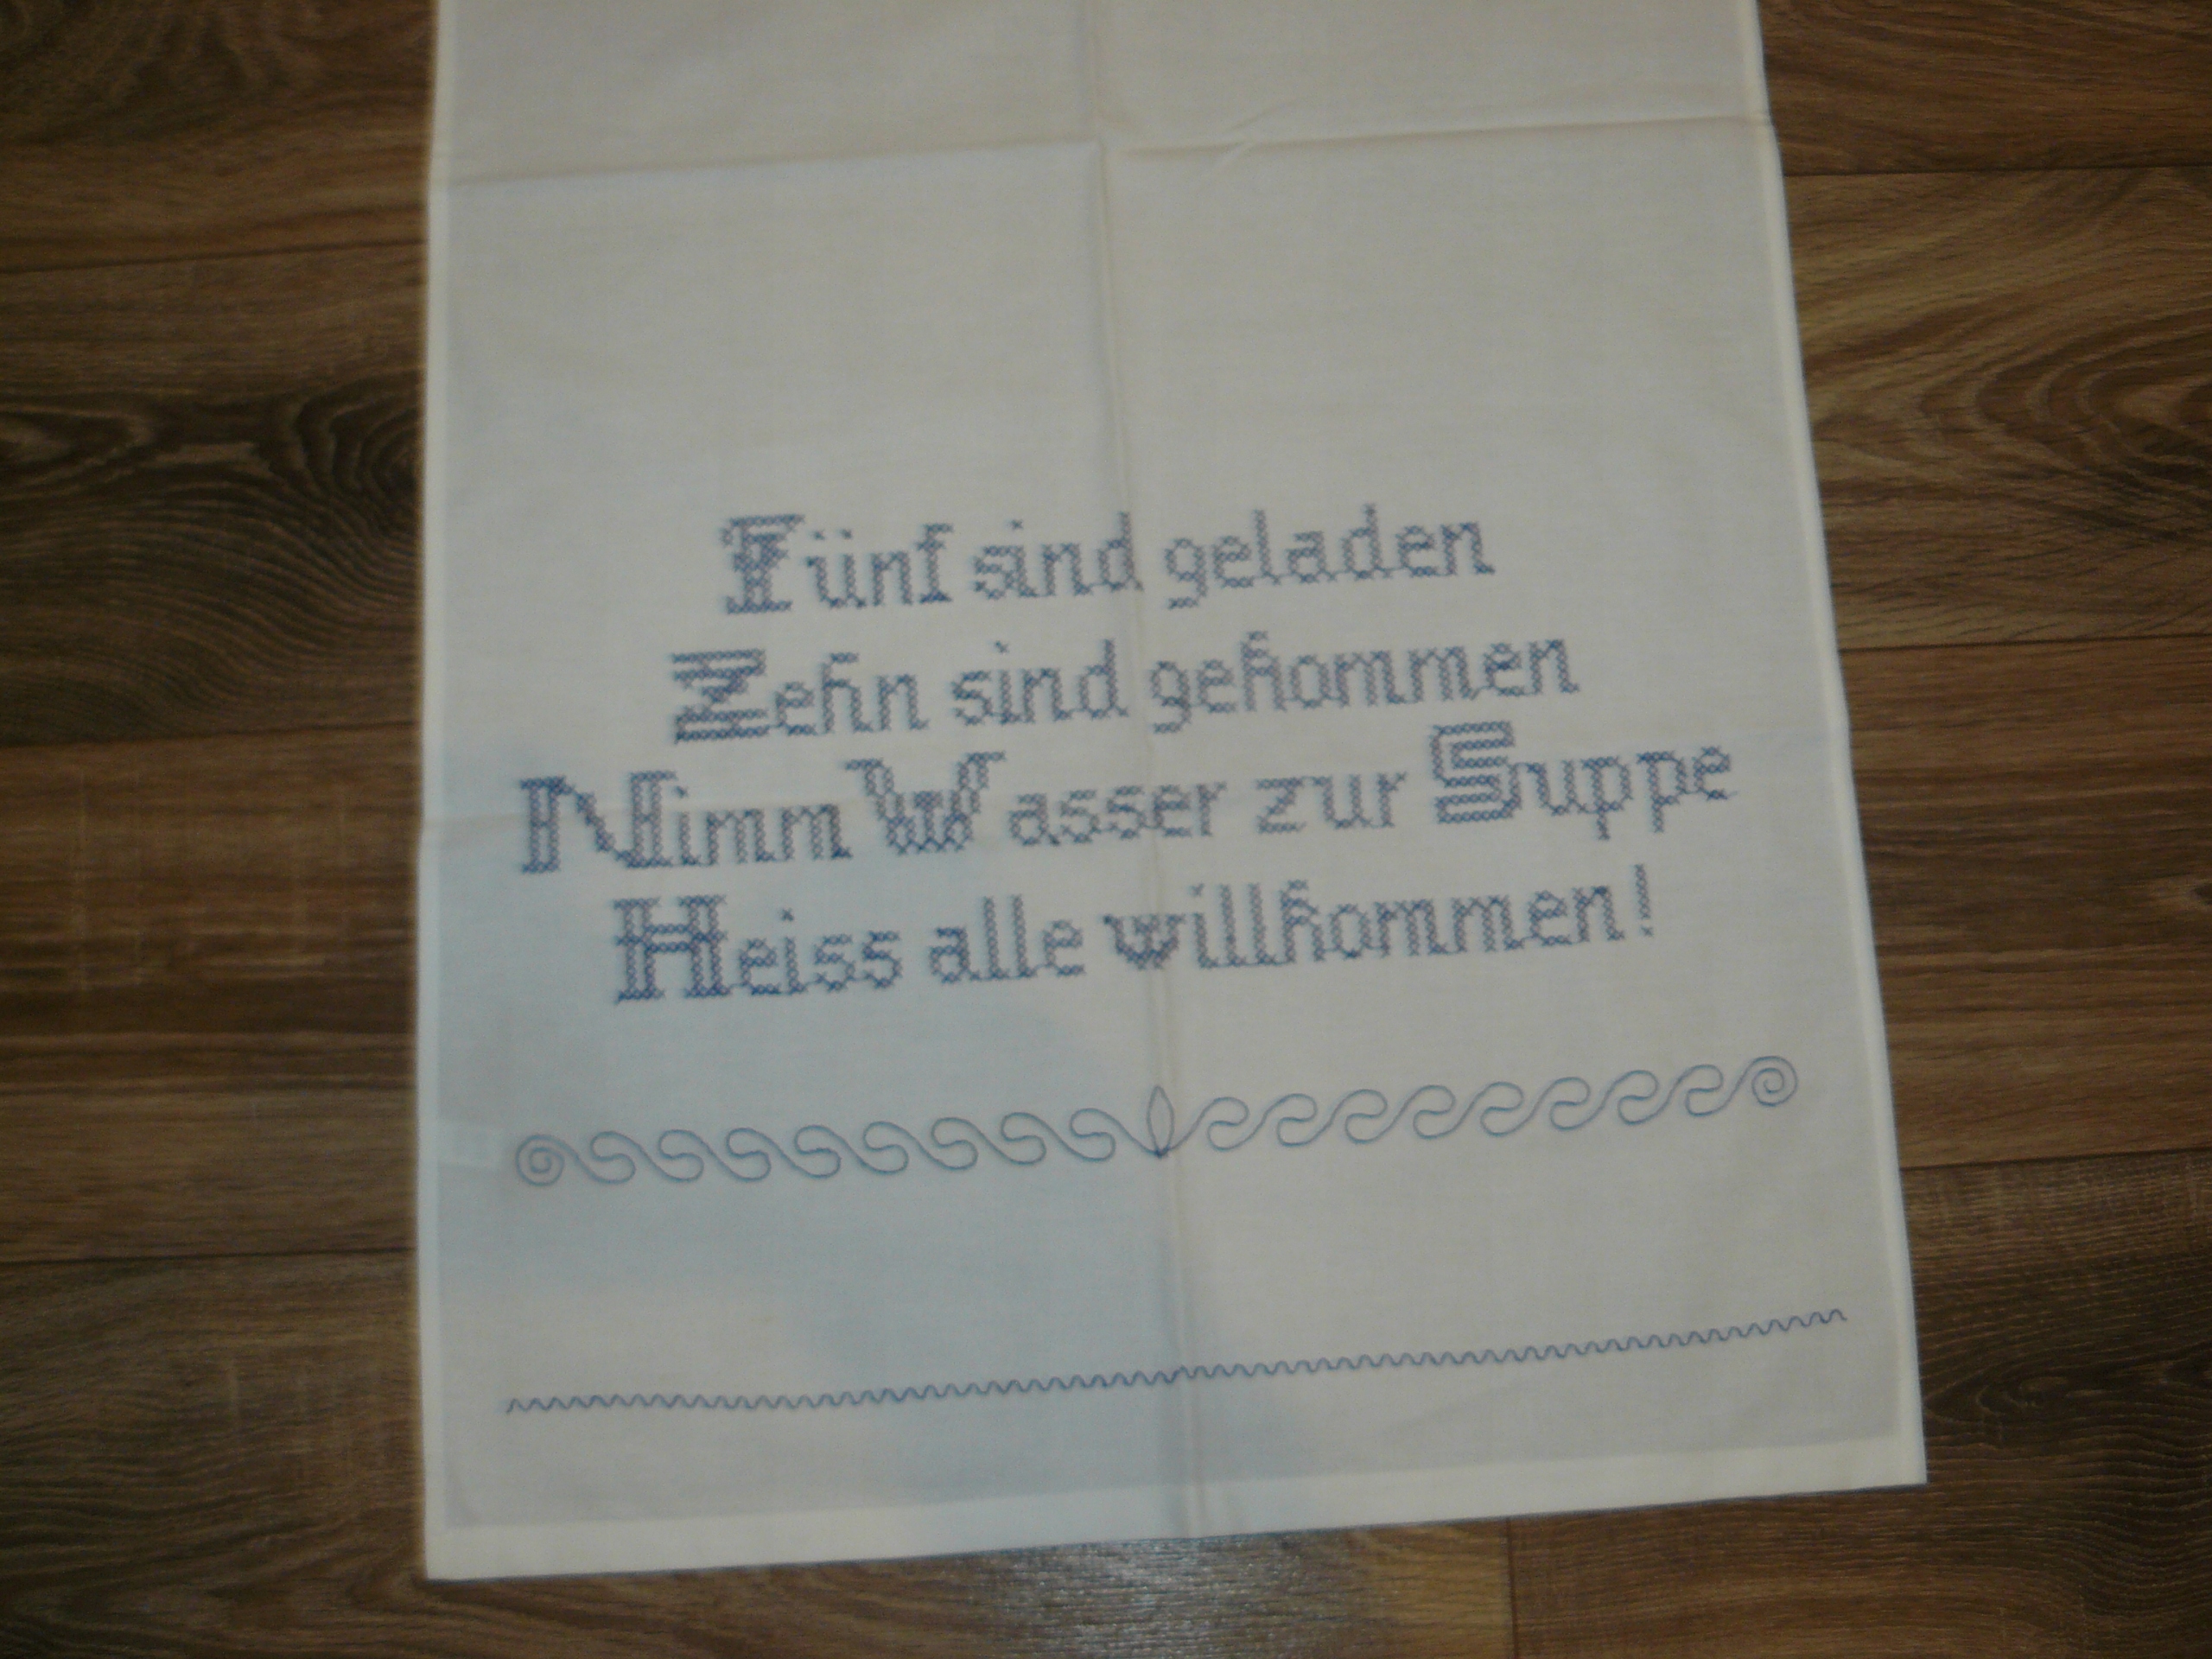 Fünf sind geladen
Zehn sind gekommen
Nimm Wasser zur Suppe
Heiss alle willkommen!